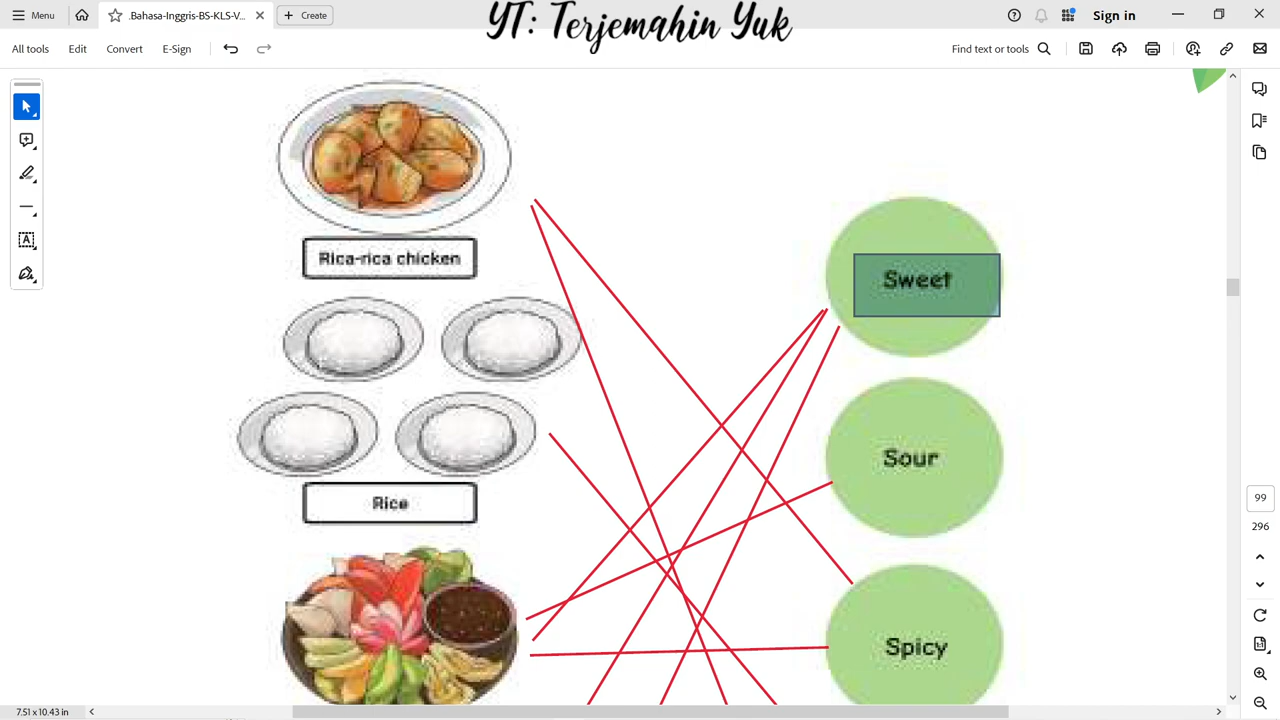 YT: Terjemahin Yuk
Menu
.Bahasa-Inggris-BS-KLS-V...
Create
Sign in
All tools
Edit
Convert
E-Sign
Find text or tools
Rica-rica chicken
Sweet
Rice
Sour
Spicy
99
296
7.51 x 10.43 in